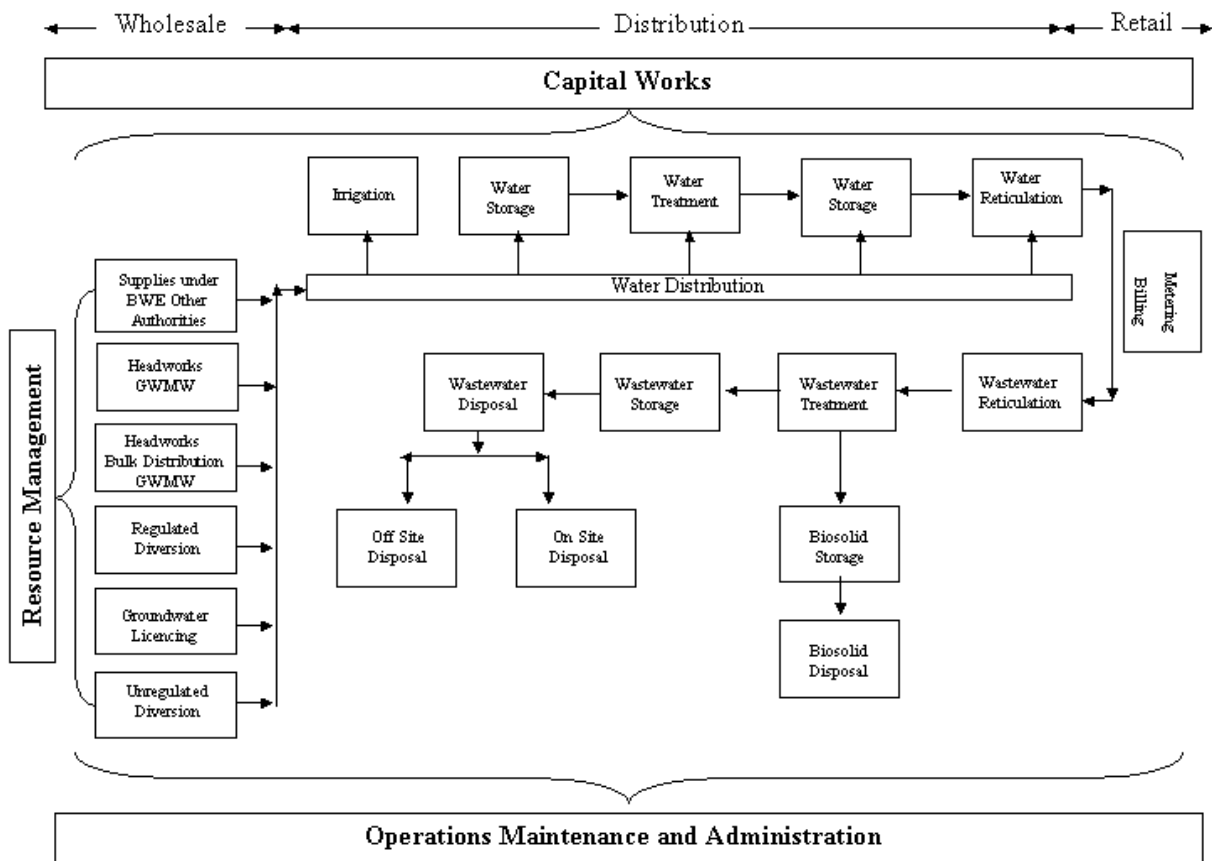 Wholesale
Distribution
Retail
Capital Works
Irrigation
Water
Storage
Water
Treatment
Water
Storage
Water
Reticulation
Supplies under
BWE Other
Authorities
Water Distribution
Metering
Billing
Resource Management
Headworks
GWMW
Wastewater
Disposal
Wastewater
Storage
Wastewater
Treatment
Wastewater
Reticulation
Headworks
Bulk Distribution
GWMW
Regulated
Diversion
Off Site
Disposal
On Site
Disposal
Biosolid
Storage
Groundwater
Licencing
Biosolid
Disposal
Unregulated
Diversion
Operations Maintenance and Administration